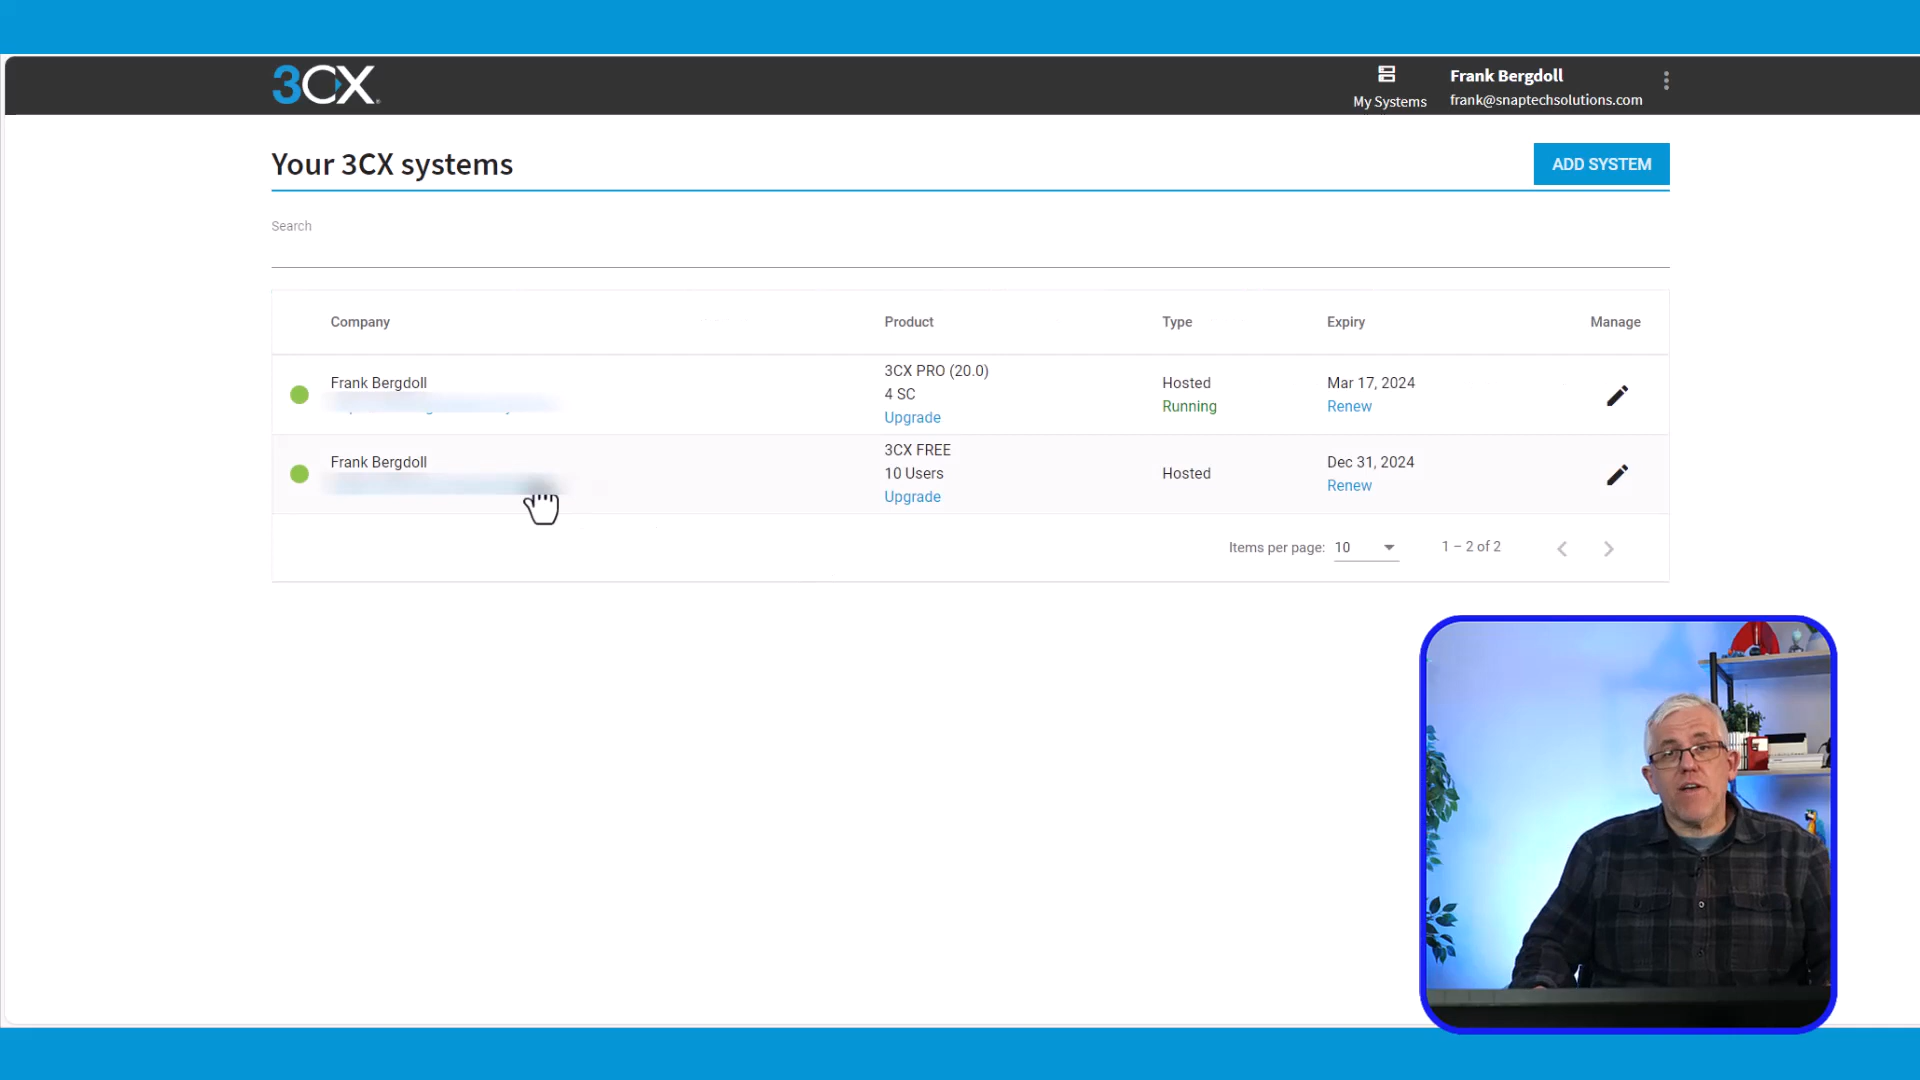 3CX
My Systems
Frank Bergdoll
frank@snaptechsolutions.com
Your 3CX systems
ADD SYSTEM
Search
Company
Product
Type
Expiry
Manage
Frank Bergdoll
3CX PRO (20.0)
4 SC
Upgrade
Hosted
Running
Mar 17, 2024
Renew
Frank Bergdoll
3CX FREE
10 Users
Upgrade
Hosted
Dec 31, 2024
Renew
Items per page: 10
1 – 2 of 2